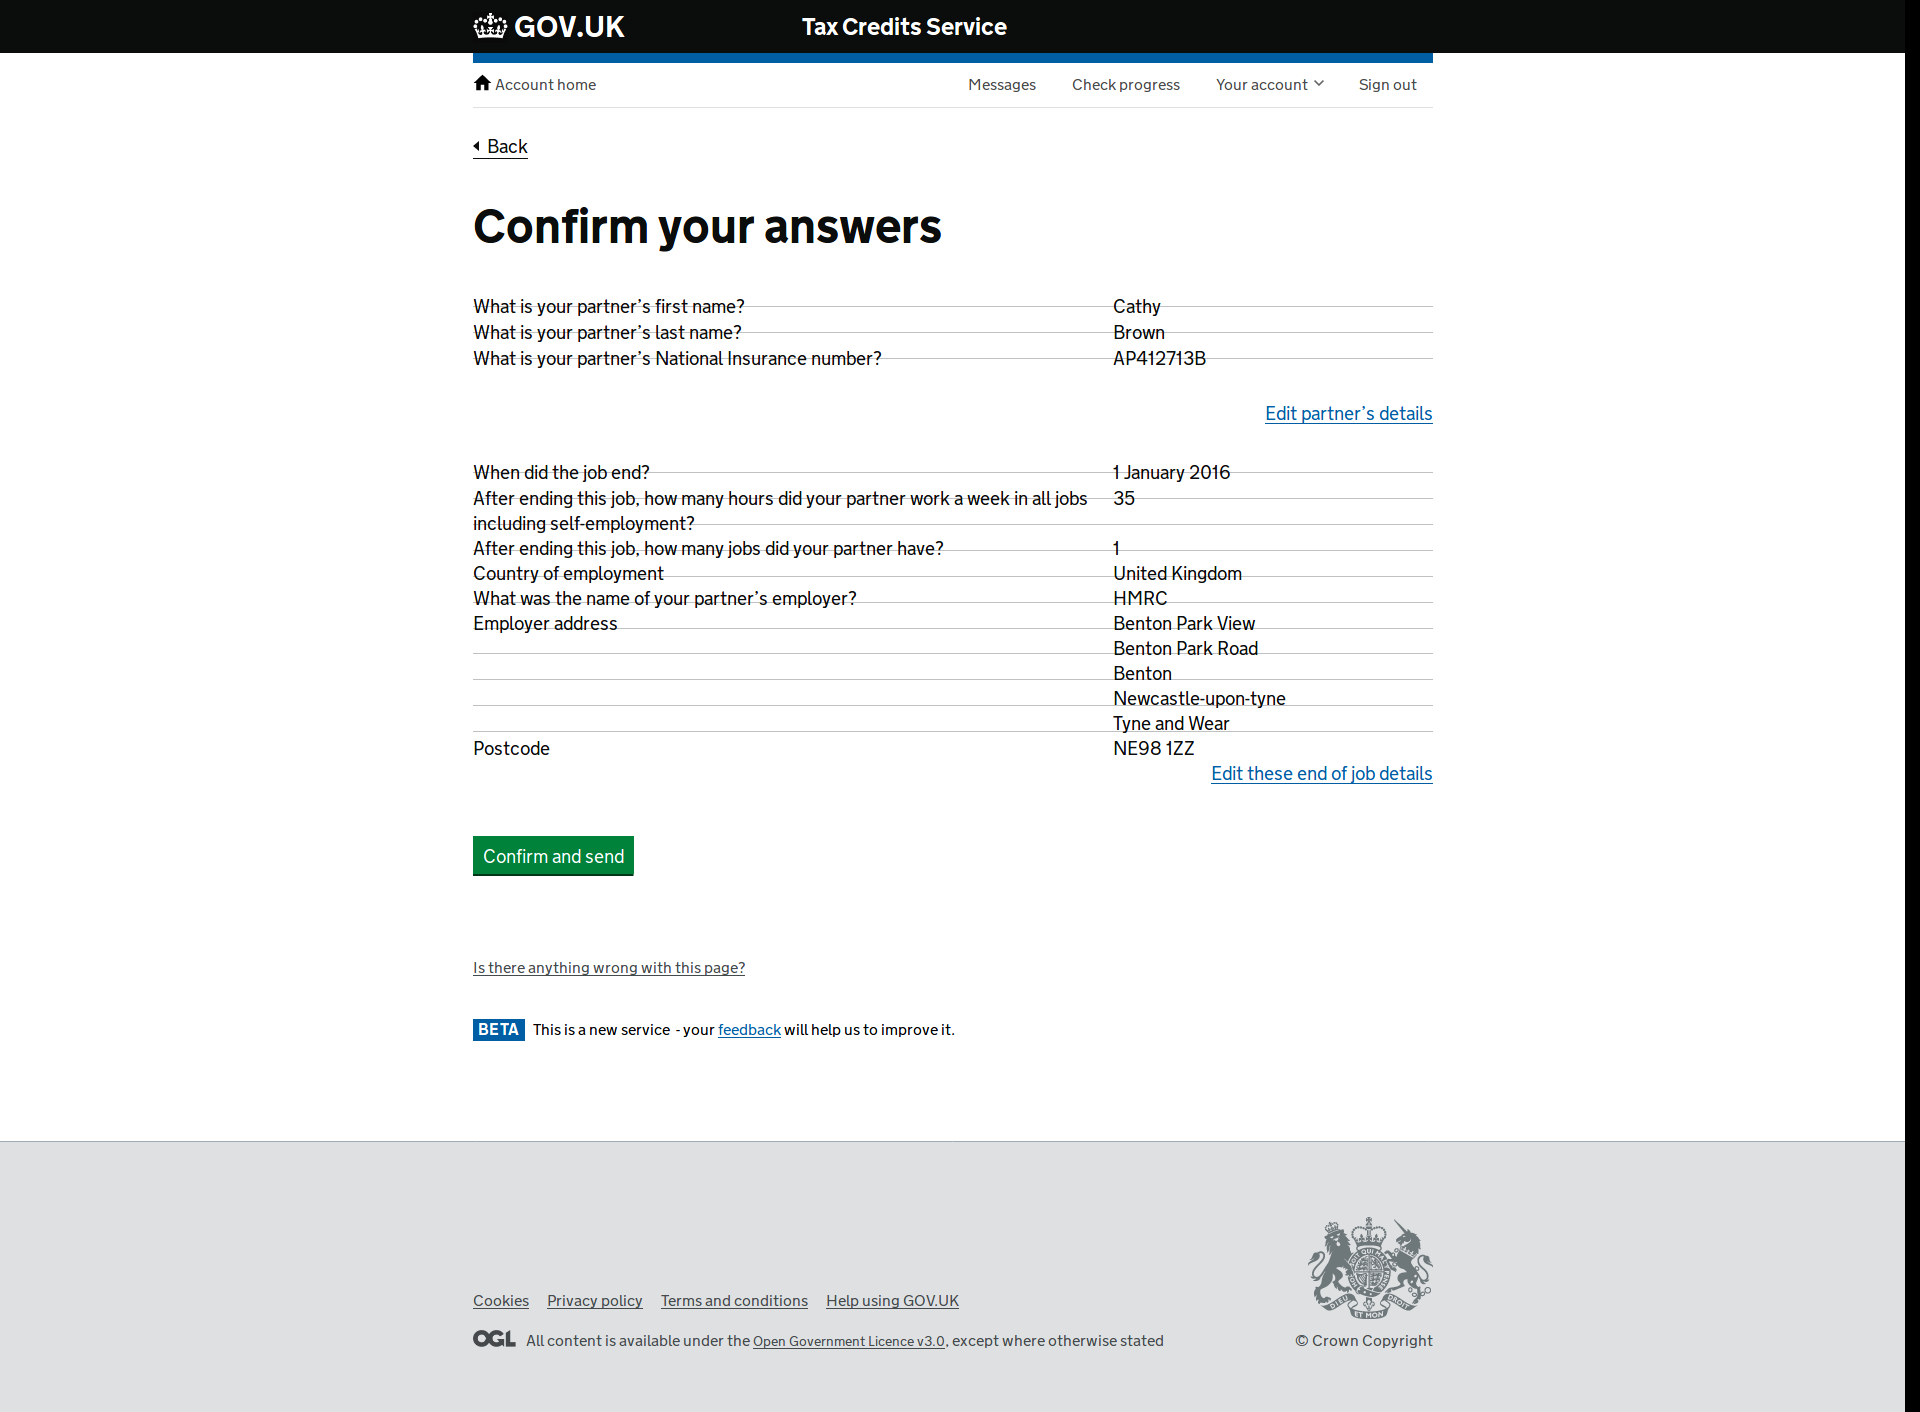 GOV.UK Tax Credits Service
Account home Messages Check progress Your account Sign out
Back
Confirm your answers
What is your partner's first name? Cathy
What is your partner's last name? Brown
What is your partner's National Insurance number? AP412713B
Edit partner's details
When did the job end? 1 January 2016
After ending this job, how many hours did your partner work a week in all jobs 35
including self-employment?
After ending this job, how many jobs did your partner have? 1
Country of employment United Kingdom
What was the name of your partner's employer? HMRC
Employer address Benton Park View
Benton Park Road
Benton
Newcastle-upon-tyne
Tyne and Wear
Postcode NE98 1ZZ
Edit these end of job details
Confirm and send
Is there anything wrong with this page?
BETA This is a new service - your feedback will help us to improve it.
Cookies Privacy policy Terms and conditions Help using GOV.UK
OGL All content is available under the Open Government Licence v3.0, except where otherwise stated © Crown Copyright